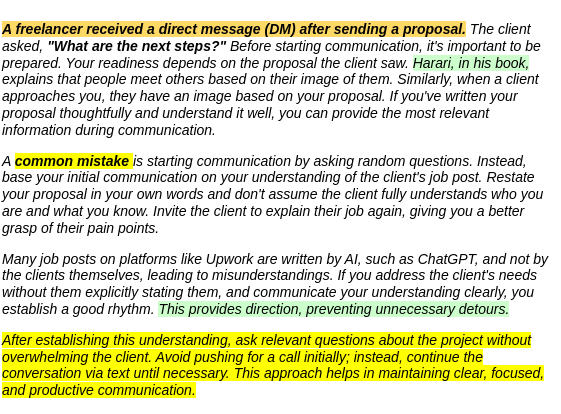 A freelancer received a direct message (DM) after sending a proposal. The client
asked, "What are the next steps?" Before starting communication, it's important to be
prepared. Your readiness depends on the proposal the client saw. Harari, in his book,
explains that people meet others based on their image of them. Similarly, when a client
approaches you, they have an image based on your proposal. If you've written your
proposal thoughtfully and understand it well, you can provide the most relevant
information during communication.
A common mistake is starting communication by asking random questions. Instead,
base your initial communication on your understanding of the client's job post. Restate
your proposal in your own words and don't assume the client fully understands who you
are and what you know. Invite the client to explain their job again, giving you a better
grasp of their pain points.
Many job posts on platforms like Upwork are written by AI, such as ChatGPT, and not by
the clients themselves, leading to misunderstandings. If you address the client's needs
without them explicitly stating them, and communicate your understanding clearly, you
establish a good rhythm. This provides direction, preventing unnecessary detours.
After establishing this understanding, ask relevant questions about the project without
overwhelming the client. Avoid pushing for a call initially; instead, continue the
conversation via text until necessary. This approach helps in maintaining clear, focused,
and productive communication.